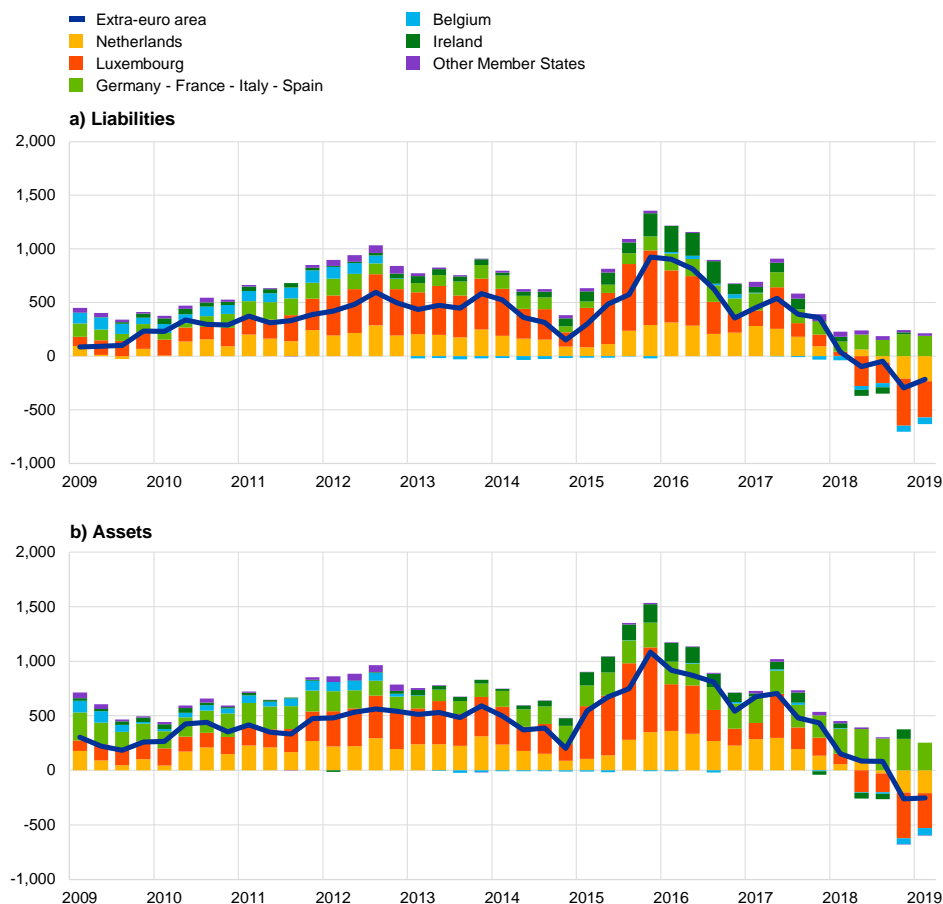 Extra-euro area
Netherlands
Luxembourg
Germany - France - Italy - Spain
Belgium
Ireland
Other Member States
a) Liabilities
2,000
1,500
1,000
500
0
-500
-1,000
2009 2010 2011 2012 2013 2014 2015 2016 2017 2018 2019
b) Assets
2,000
1,500
1,000
500
0
-500
-1,000
2009 2010 2011 2012 2013 2014 2015 2016 2017 2018 2019